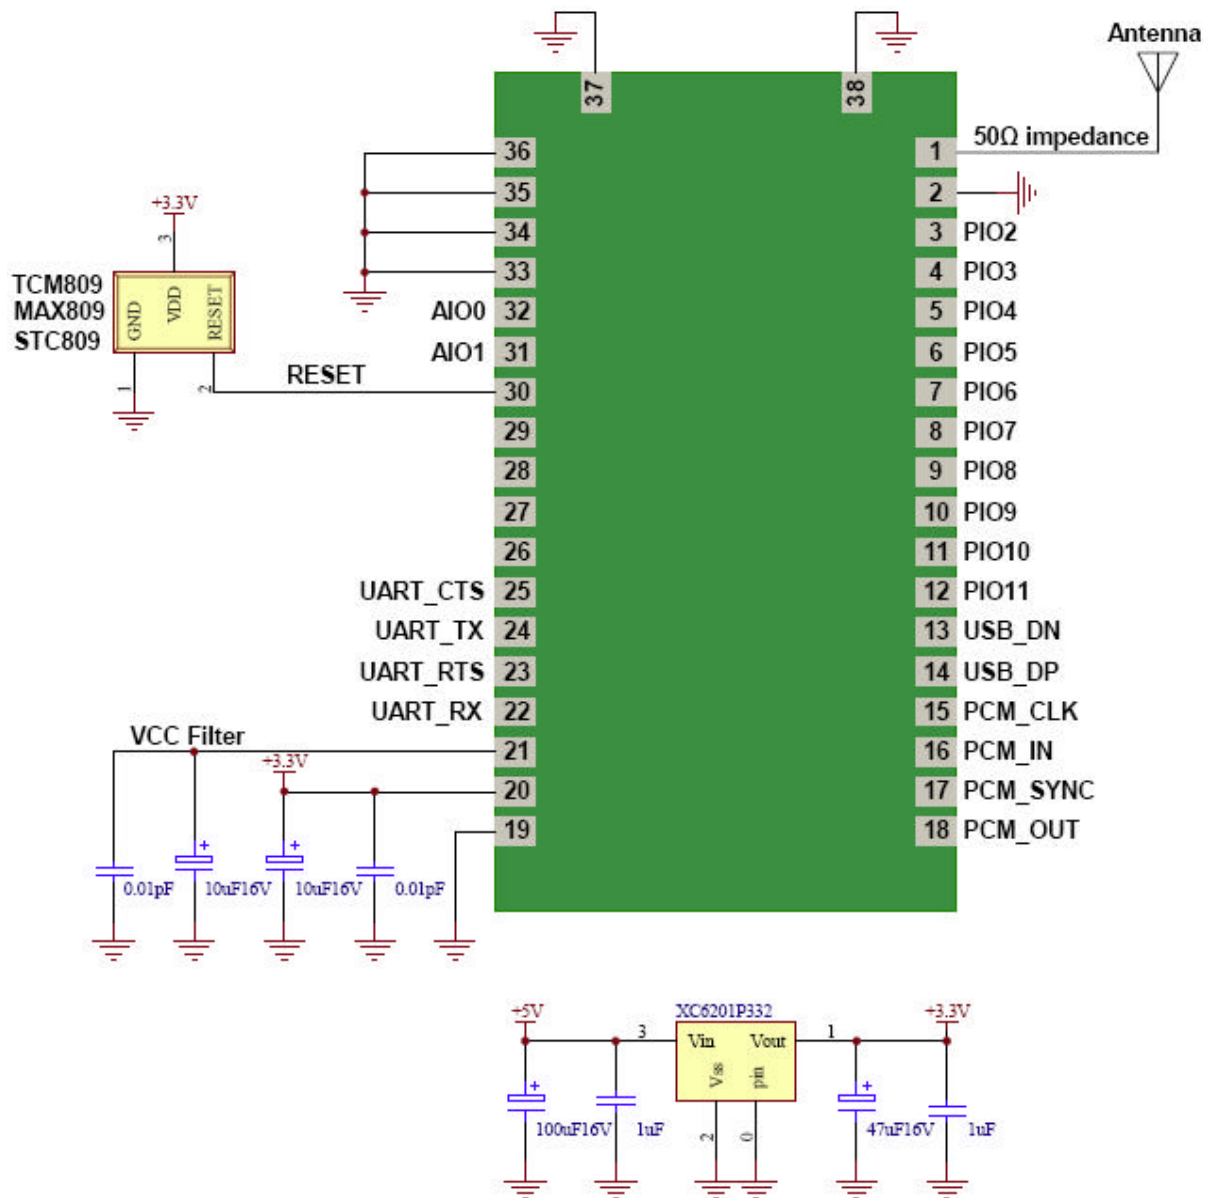 Antenna
37
38
50Ω impedance
36
1
35
2
+3.3V
34
3 PIO2
3
33
4 PIO3
TCM809
MAX809
STC809
GND
VDD
RESET
AIO0 32
5 PIO4
AIO1 31
6 PIO5
1
2
RESET
30
7 PIO6
29
8 PIO7
28
9 PIO8
27
10 PIO9
26
11 PIO10
UART_CTS 25
12 PIO11
UART_TX 24
13 USB_DN
UART_RTS 23
14 USB_DP
UART_RX 22
15 PCM_CLK
VCC Filter
21
16 PCM_IN
+3.3V
20
17 PCM_SYNC
19
18 PCM_OUT
+
+
0.01pF
10uF16V
10uF16V
0.01pF
+5V
XC6201P332
+3.3V
3
Vin
Vout
1
Vss
pin
+
+
100uF16V
1uF
2
0
47uF16V
1uF